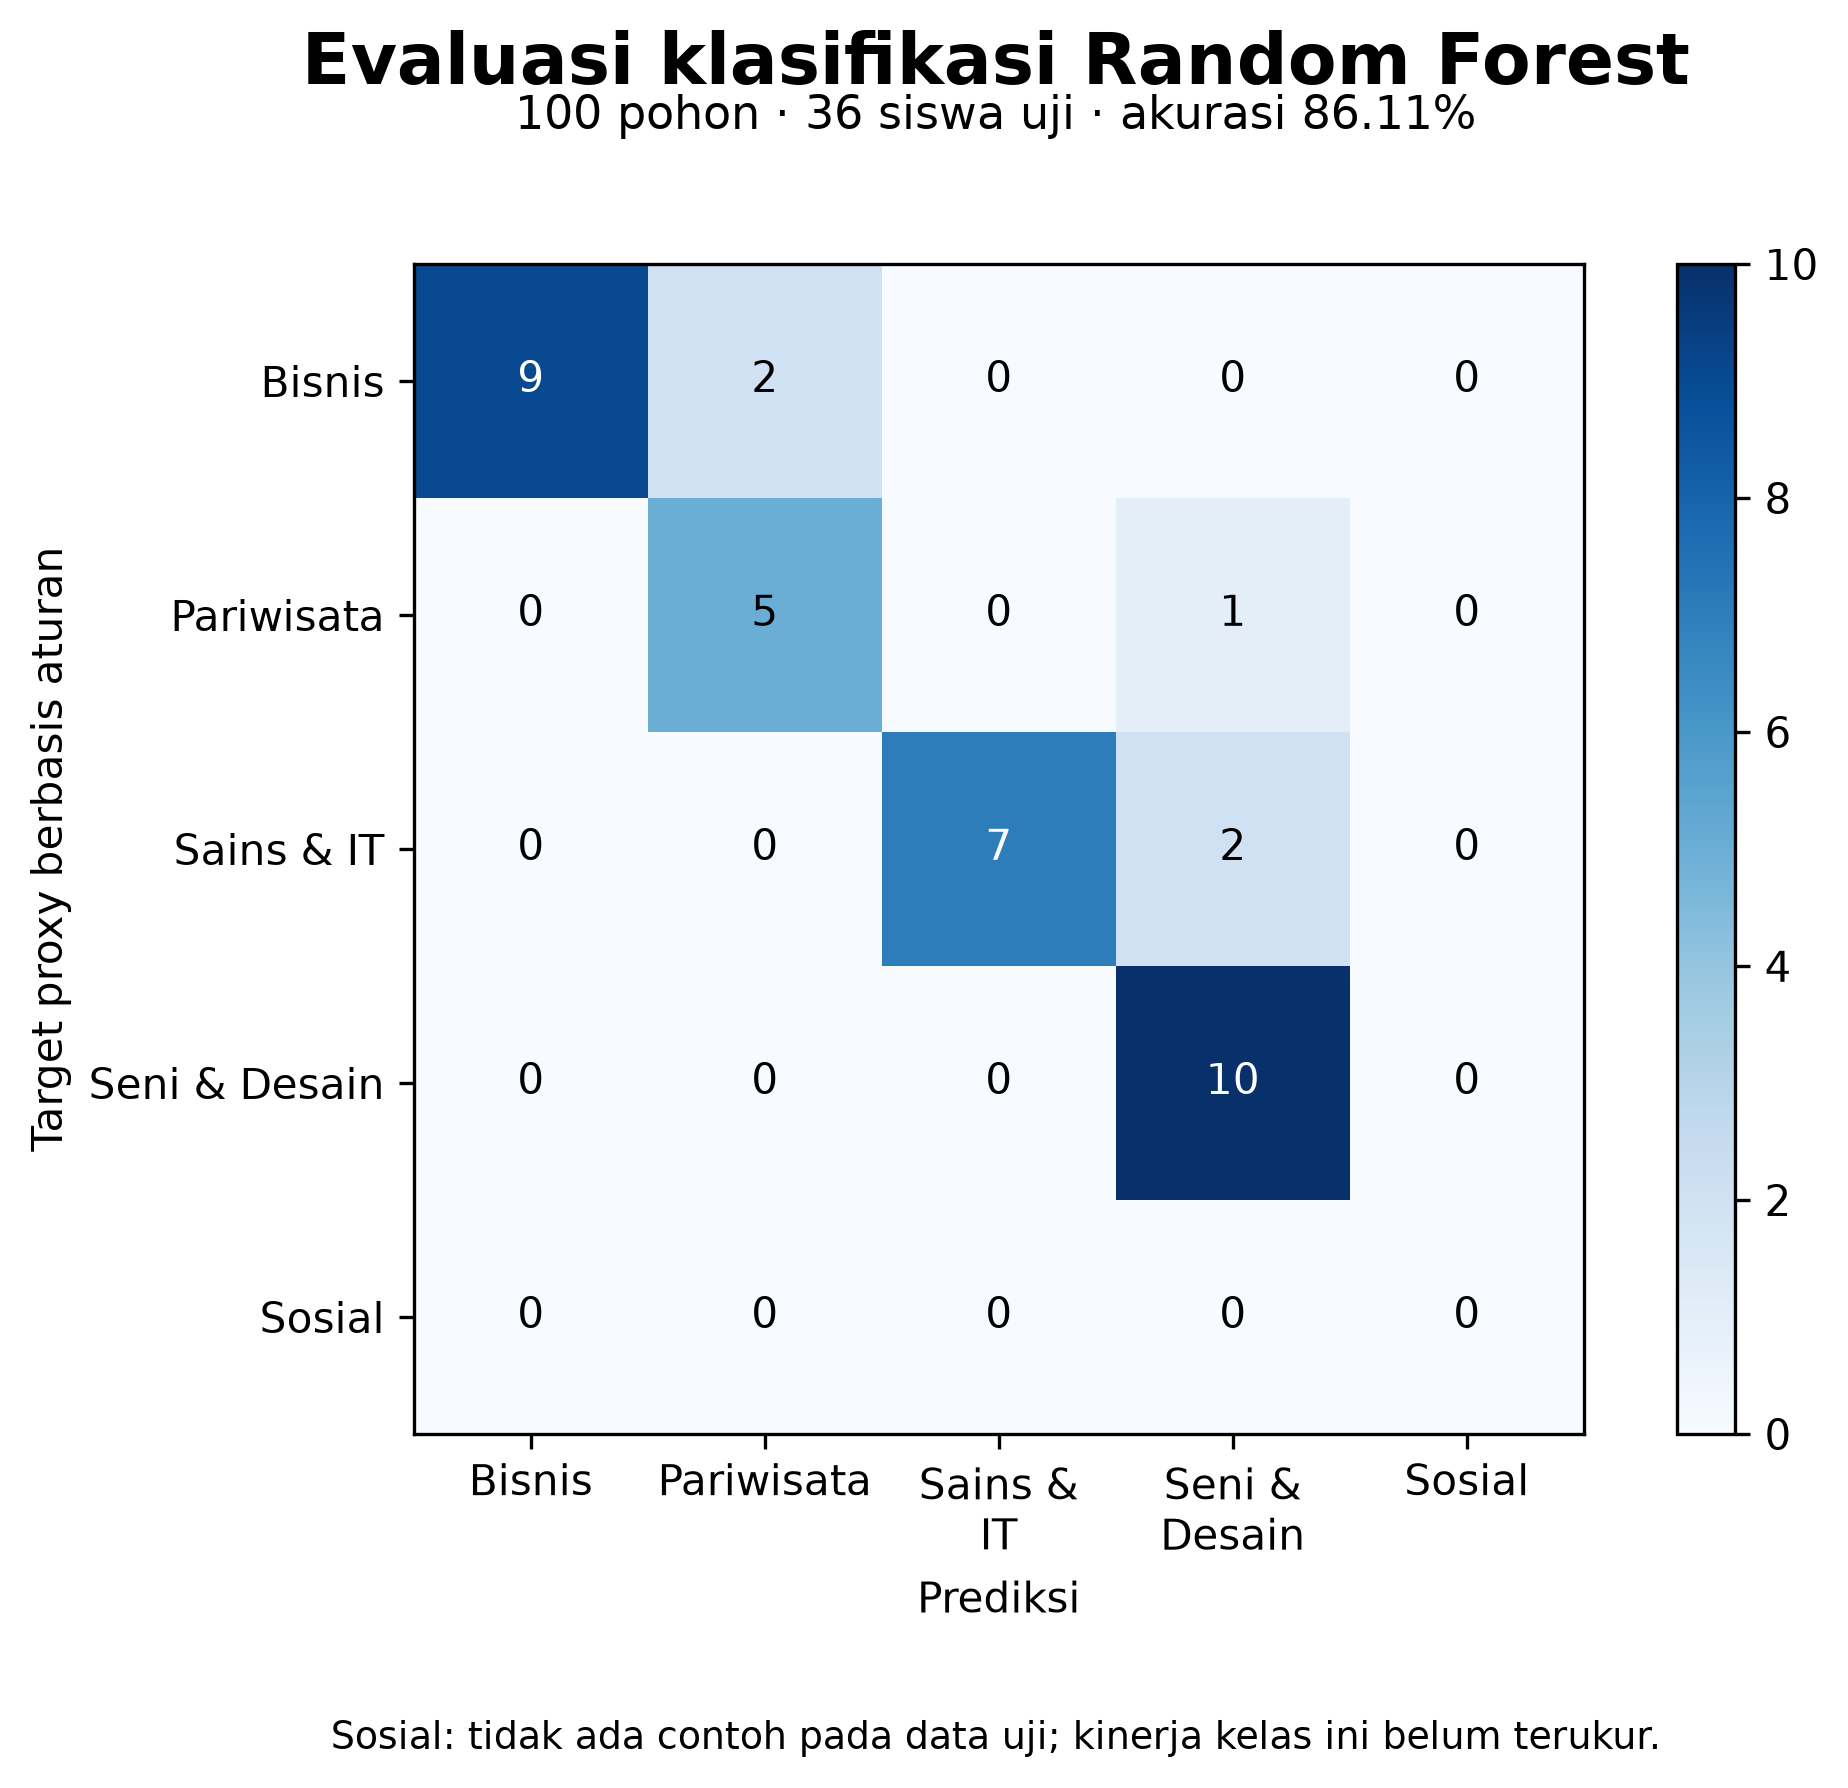 Evaluasi klasifikasi Random Forest
100 pohon · 36 siswa uji · akurasi 86.11%
Target proxy berbasis aturan
Bisnis 9 2 0 0 0
Pariwisata 0 5 0 1 0
Sains & IT 0 0 7 2 0
Seni & Desain 0 0 0 10 0
Sosial 0 0 0 0 0
Bisnis Pariwisata Sains & IT Seni & Desain Sosial
Prediksi
10
8
6
4
2
0
Sosial: tidak ada contoh pada data uji; kinerja kelas ini belum terukur.